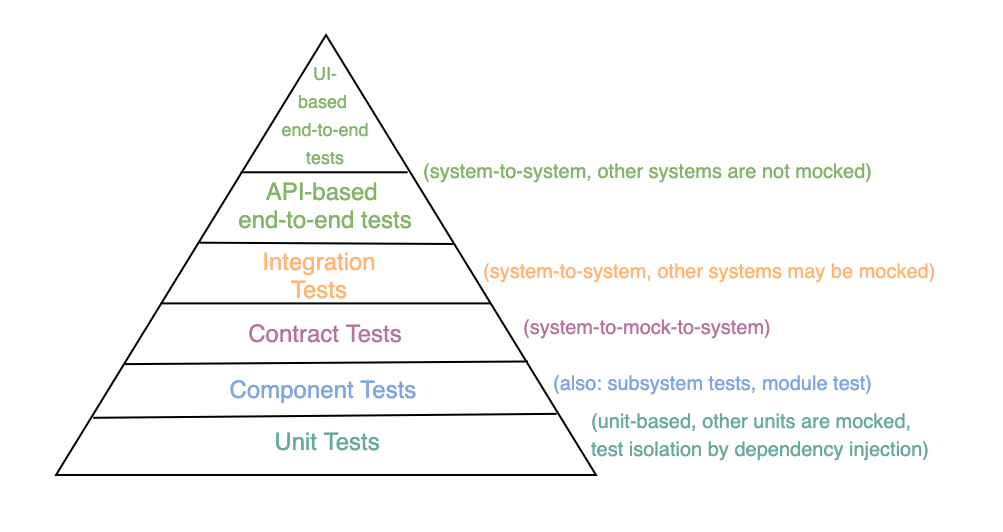 UI-
based
end-to-end
tests
(system-to-system, other systems are not mocked)
API-based
end-to-end tests
Integration
Tests
(system-to-system, other systems may be mocked)
Contract Tests
(system-to-mock-to-system)
Component Tests
(also: subsystem tests, module test)
Unit Tests
(unit-based, other units are mocked,
test isolation by dependency injection)